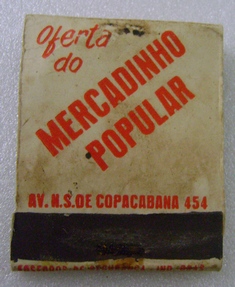 oferta
do
MERCADINHO
POPULAR
AV. N.S. DE COPACABANA 454